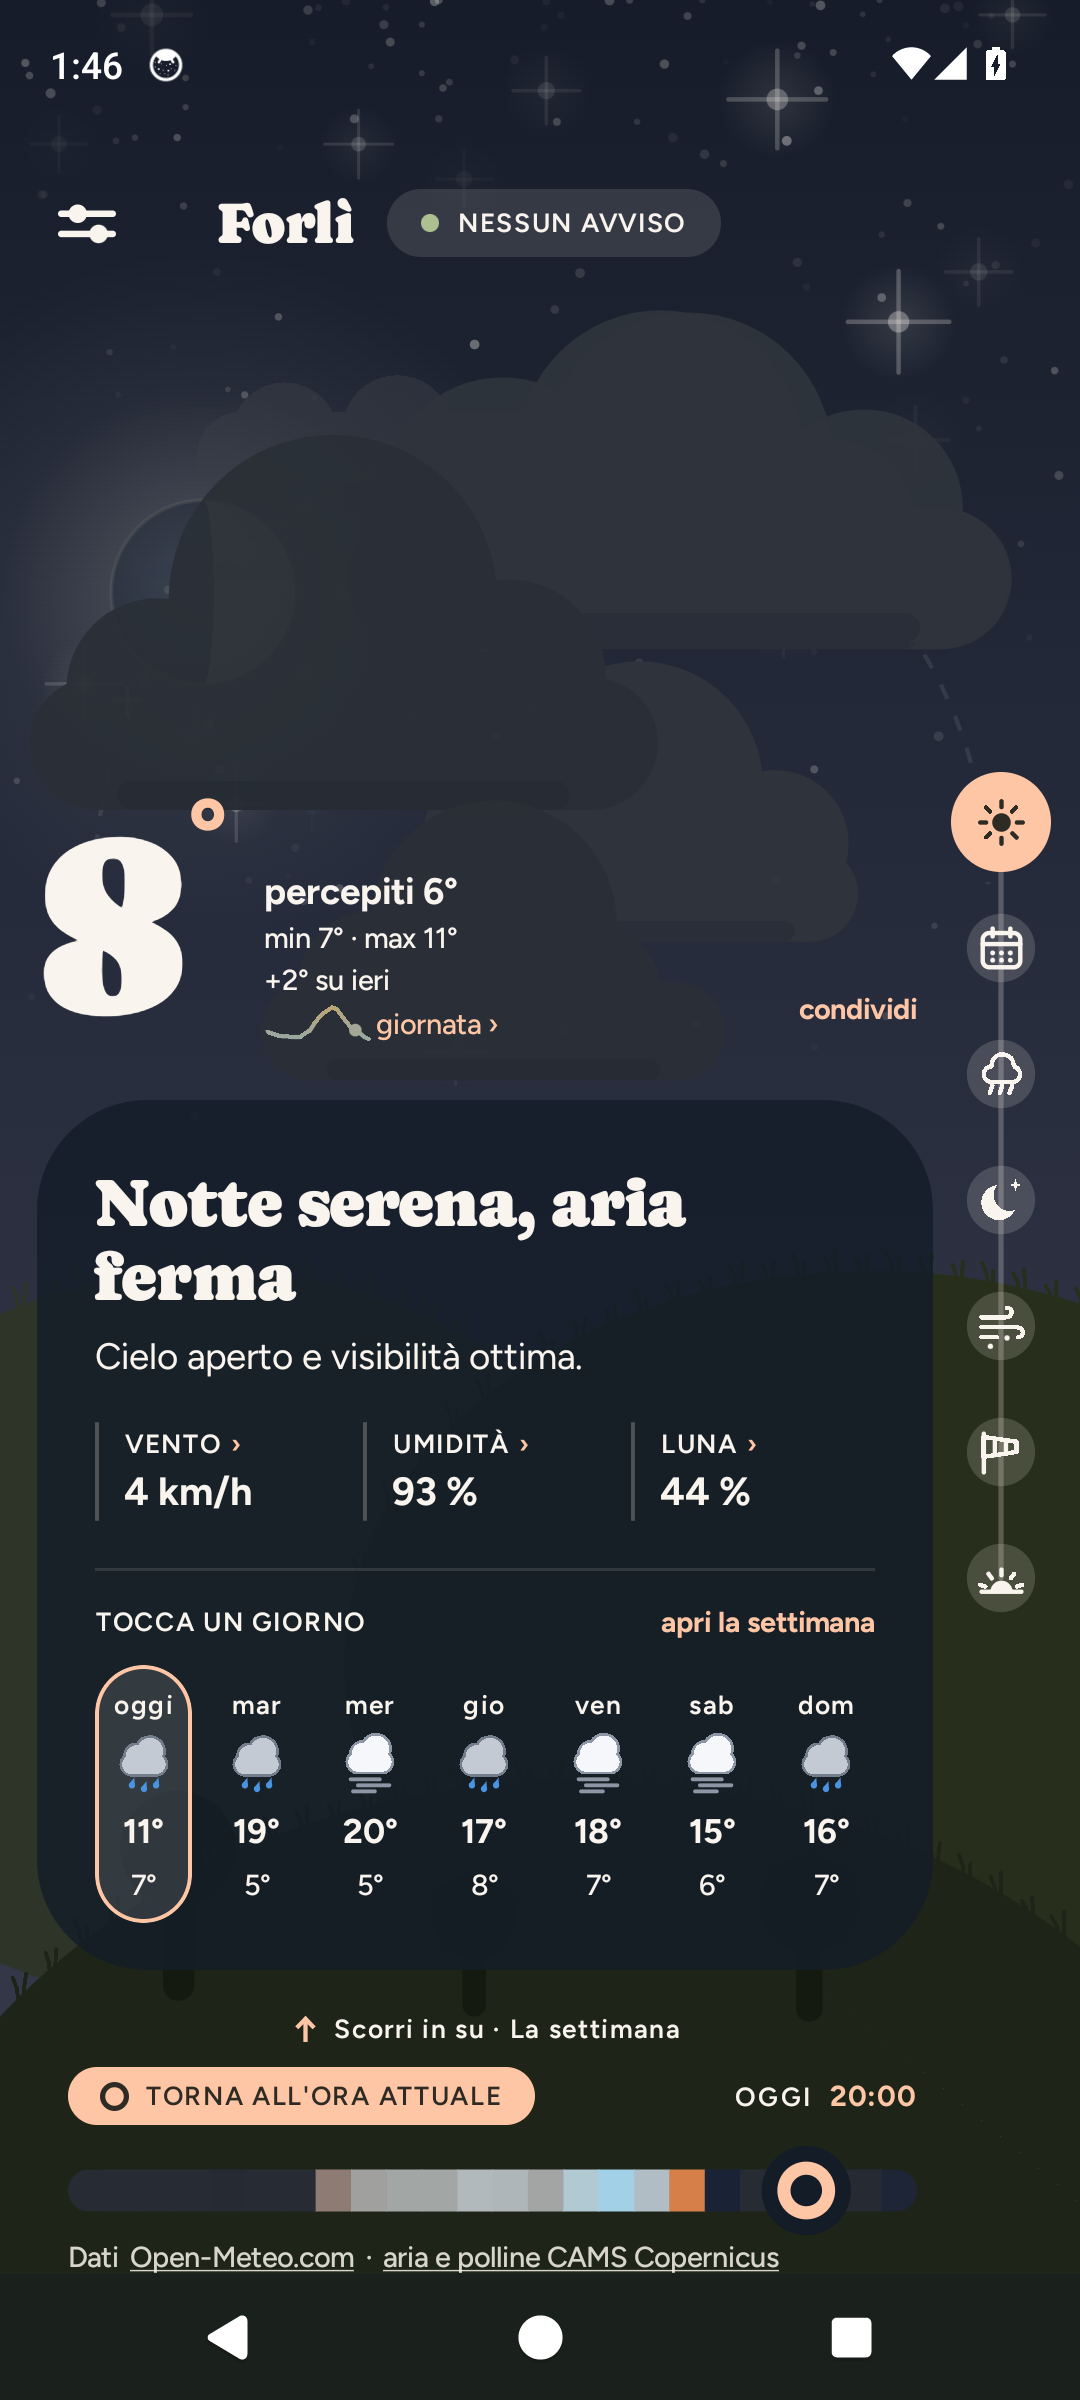 1:46
Forlì
NESSUN AVVISO
8°
percepiti 6°
min 7° · max 11°
+2° su ieri
giornata ›
condividi
Notte serena, aria
ferma
Cielo aperto e visibilità ottima.
VENTO › UMIDITÀ › LUNA ›
4 km/h 93 % 44 %
TOCCA UN GIORNO apri la settimana
oggi mar mer gio ven sab dom
11° 19° 20° 17° 18° 15° 16°
7° 5° 5° 8° 7° 6° 7°
↑ Scorri in su · La settimana
TORNA ALL'ORA ATTUALE OGGI 20:00
Dati Open-Meteo.com · aria e polline CAMS Copernicus